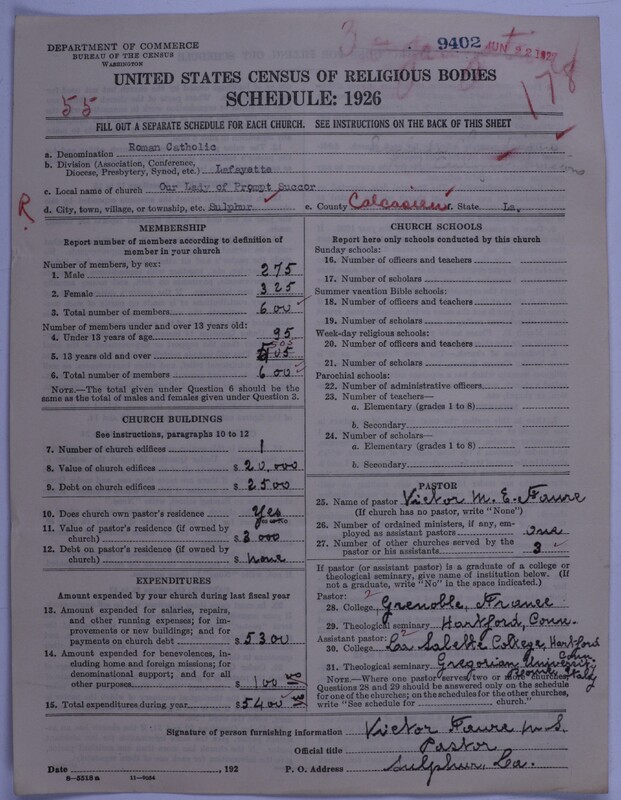 DEPARTMENT OF COMMERCE
BUREAU OF THE CENSUS
WASHINGTON
9402 JUN 22 192
178
55
UNITED STATES CENSUS OF RELIGIOUS BODIES
SCHEDULE: 1926
FILL OUT A SEPARATE SCHEDULE FOR EACH CHURCH. SEE INSTRUCTIONS ON THE BACK OF THIS SHEET
a. Denomination Roman Catholic
b. Division (Association, Conference,
Diocese, Presbytery, Synod, etc.) Lafayette
c. Local name of church Our Lady of Prompt Succor
R d. City, town, village, or township, etc. Sulphur e. County Calcasieu f. State La.
MEMBERSHIP
Report number of members according to definition of
member in your church
Number of members, by sex:
1. Male 275
2. Female 325
3. Total number of members 600
Number of members under and over 13 years old:
4. Under 13 years of age 95
5. 13 years old and over 505
6. Total number of members 600
NOTE.—The total given under Question 6 should be
same as the total of males and females given under Question 3.
CHURCH BUILDINGS
See instructions, paragraphs 10 to 12
7. Number of church edifices 1
8. Value of church edifices $ 20,000
9. Debt on church edifices $ 2500
10. Does church own pastor's residence Yes
(Yes or No)
11. Value of pastor's residence (if owned by
church) $ 3000
12. Debt on pastor's residence (if owned by
church) $ none
EXPENDITURES
Amount expended by your church during last fiscal year
13. Amount expended for salaries, repairs,
and other running expenses; for im-
provements or new buildings; and for
payments on church debt $ 5300
14. Amount expended for benevolences,
including home and foreign missions; for
denominational support; and for all
other purposes $ 100 00
15. Total expenditures during year $ 5400
CHURCH SCHOOLS
Report here only schools conducted by this church
Sunday schools:
16. Number of officers and teachers
17. Number of scholars
Summer vacation Bible schools:
18. Number of officers and teachers
19. Number of scholars
Week-day religious schools:
20. Number of officers and teachers
21. Number of scholars
Parochial schools:
22. Number of administrative officers
23. Number of teachers—
a. Elementary (grades 1 to 8)
b. Secondary
24. Number of scholars—
a. Elementary (grades 1 to 8)
b. Secondary
PASTOR
25. Name of pastor Victor M. E. Faure
(If church has no pastor, write "None")
26. Number of ordained ministers, if any, em-
ployed as assistant pastors one
27. Number of other churches served by the
pastor or his assistants 3
If pastor (or assistant pastor) is a graduate of a college or
theological seminary, give name of institution below. (If
not a graduate, write "No" in the space indicated.)
Pastor: 2
28. College Grenoble, France
29. Theological seminary Hartford, Conn.
Assistant pastor: 2
30. College La Salette College, Hartford
Conn.
31. Theological seminary Gregorian University
Rome, Italy
NOTE.—Where one pastor serves two or more churches,
Questions 28 and 29 should be answered only on the schedule
for one of the churches; on the schedules for the other churches,
write "See schedule for church."
Signature of person furnishing information Victor Faure M.S.
Official title Pastor
Date , 192 P. O. Address Sulphur, La.
8-2319a 11-9054